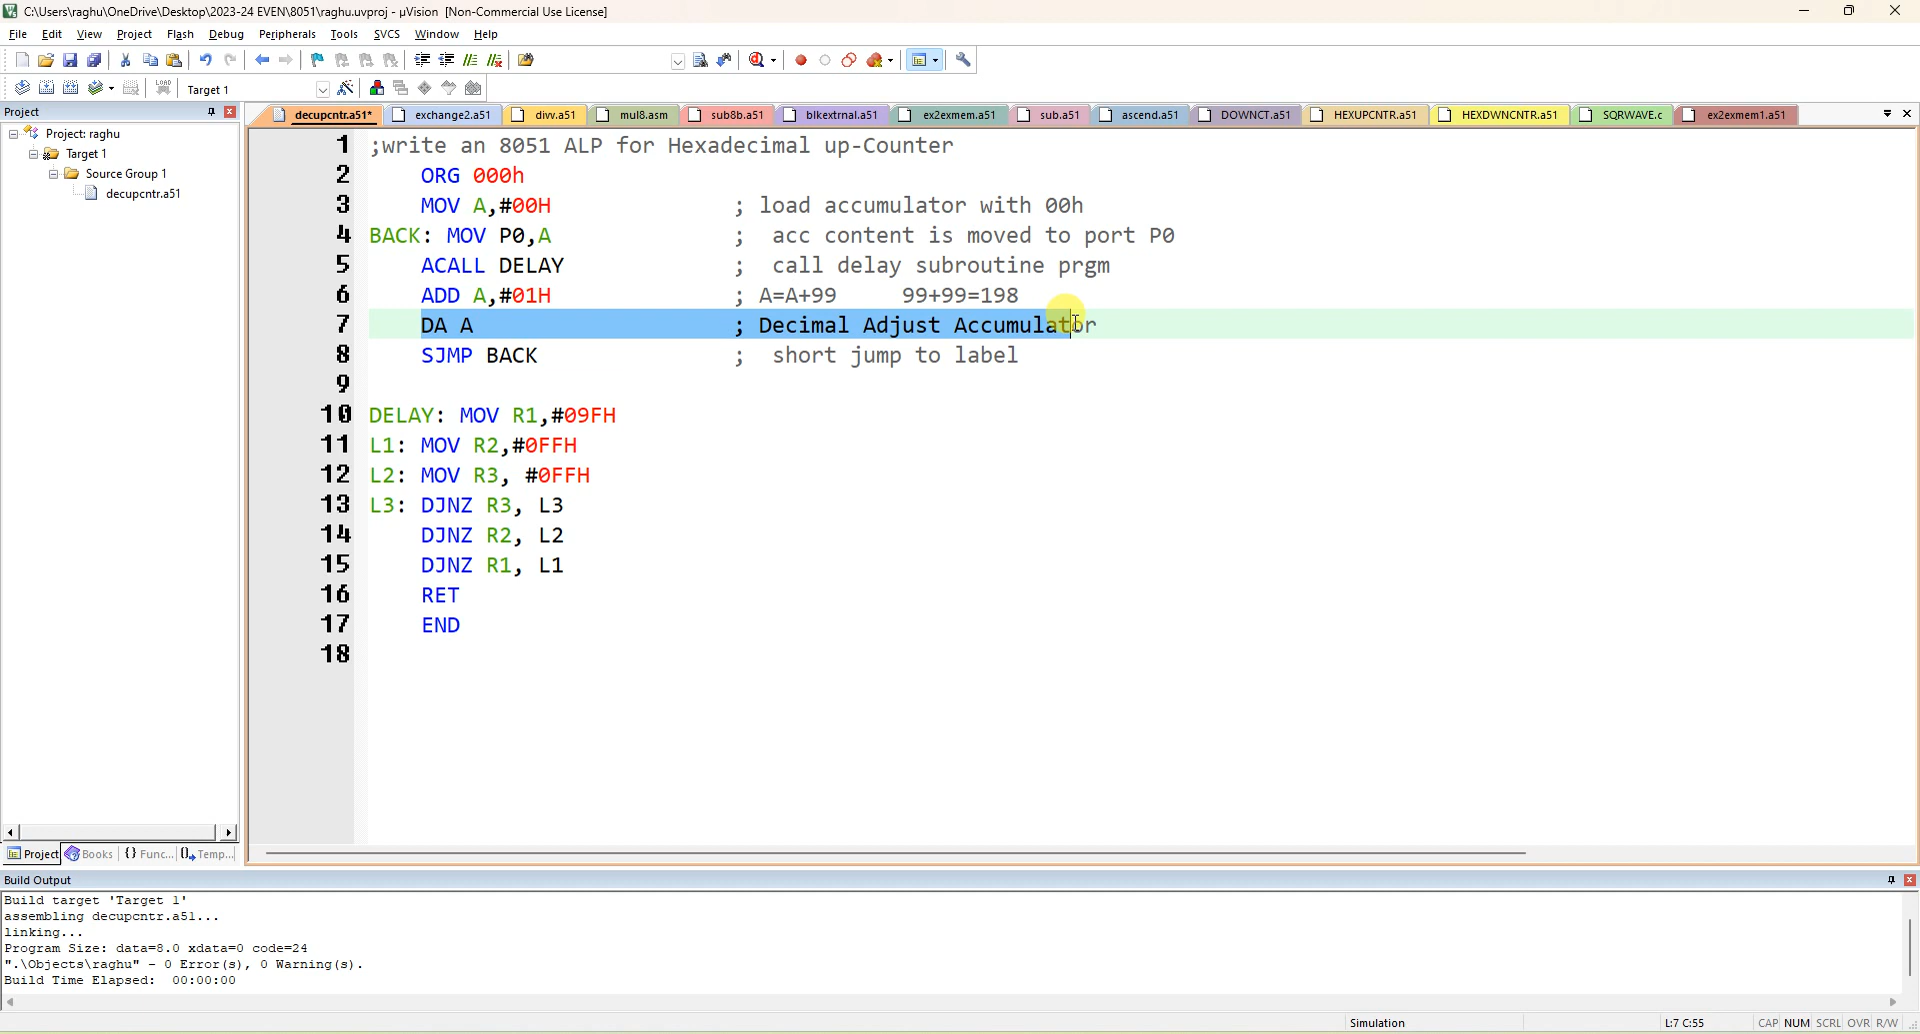 C:\Users\raghu\OneDrive\Desktop\2023-24 EVEN\8051\raghu.uvproj - µVision [Non-Commercial Use License]
File Edit View Project Flash Debug Peripherals Tools SVCS Window Help
LOAD Target 1
Project
decupcntr.a51* exchange2.a51 divv.a51 mul8.asm sub8b.a51 blkextrnal.a51 ex2exmem.a51 sub.a51 ascend.a51 DOWNCT.a51 HEXUPCNTR.a51 HEXDWNCNTR.a51 SQRWAVE.c ex2exmem1.a51
Project: raghu
Target 1
Source Group 1
decupcntr.a51
1 ;write an 8051 ALP for Hexadecimal up-Counter
2 ORG 000h
3 MOV A,#00H ; load accumulator with 00h
4 BACK: MOV P0,A ; acc content is moved to port P0
5 ACALL DELAY ; call delay subroutine prgm
6 ADD A,#01H ; A=A+99 99+99=198
7 DA A ; Decimal Adjust Accumulator
8 SJMP BACK ; short jump to label
9
10 DELAY: MOV R1,#09FH
11 L1: MOV R2,#0FFH
12 L2: MOV R3, #0FFH
13 L3: DJNZ R3, L3
14 DJNZ R2, L2
15 DJNZ R1, L1
16 RET
17 END
18
Project Books {} Func... Temp...
Build Output
Build target 'Target 1'
assembling decupcntr.a51...
linking...
Program Size: data=8.0 xdata=0 code=24
".\Objects\raghu" - 0 Error(s), 0 Warning(s).
Build Time Elapsed: 00:00:00
Simulation L:7 C:55 CAP NUM SCRL OVR R/W